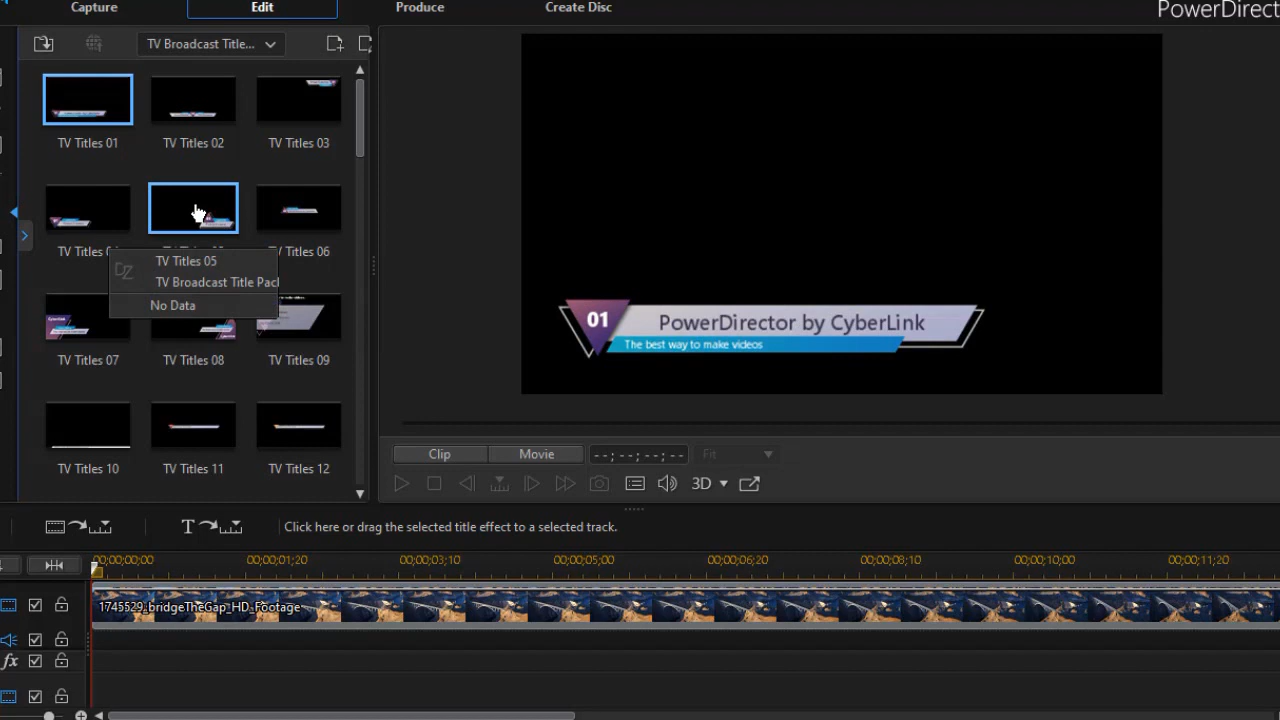 Capture Edit Produce Create Disc PowerDirect
TV Broadcast Title...
TV Titles 01 TV Titles 02 TV Titles 03
TV Titles 06
TV Titles 05
TV Broadcast Title Pac
No Data
TV Titles 07 TV Titles 08 TV Titles 09
TV Titles 10 TV Titles 11 TV Titles 12
01 PowerDirector by CyberLink
The best way to make videos
Clip Movie --;--;--;-- Fit
3D
T Click here or drag the selected title effect to a selected track.
00;00;00;00 00;00;01;20 00;00;03;10 00;00;05;00 00;00;06;20 00;00;08;10 00;00;10;00 00;00;11;20
1745529_bridgeTheGap_HD-Footage
fx